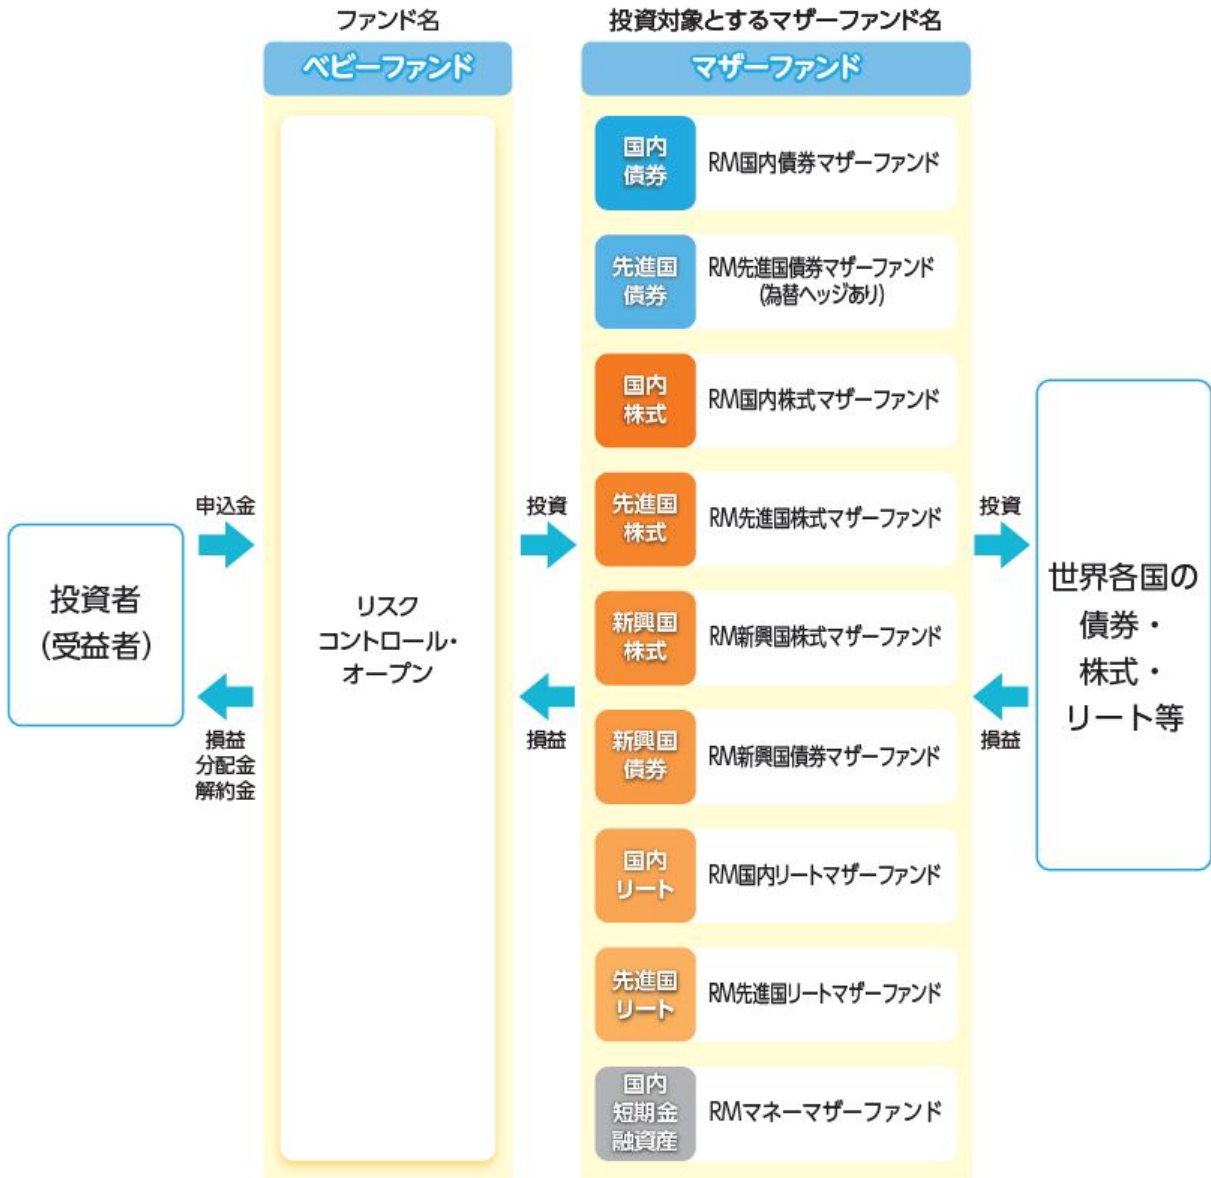 ファンド名
投資対象とするマザーファンド名
ベビーファンド
マザーファンド
投資者
(受益者)
申込金
損益
分配金
解約金
リスク
コントロール・
オープン
投資
損益
国内
債券
RM国内債券マザーファンド
先進国
債券
RM先進国債券マザーファンド
(為替ヘッジあり)
国内
株式
RM国内株式マザーファンド
先進国
株式
RM先進国株式マザーファンド
新興国
株式
RM新興国株式マザーファンド
新興国
債券
RM新興国債券マザーファンド
国内
リート
RM国内リートマザーファンド
先進国
リート
RM先進国リートマザーファンド
国内
短期金
融資産
RMマネーマザーファンド
投資
損益
世界各国の
債券・
株式・
リート等